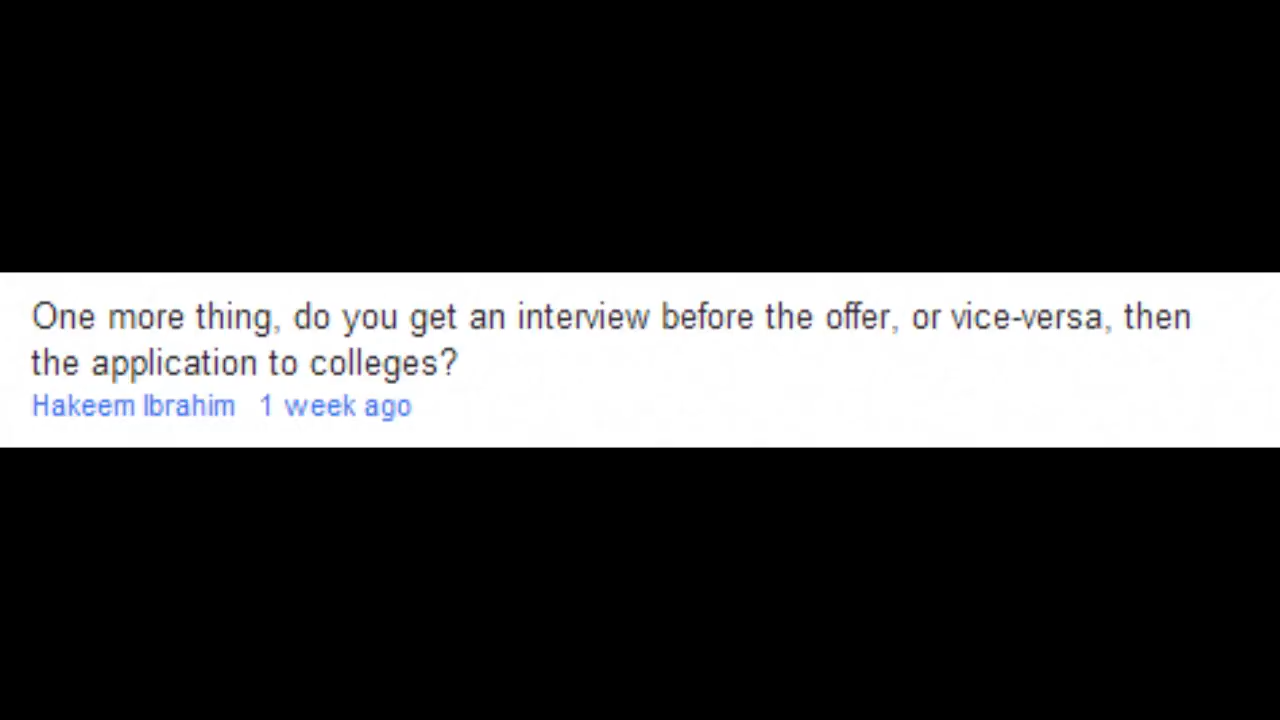 One more thing, do you get an interview before the offer, or vice-versa, then
the application to colleges?
Hakeem Ibrahim 1 week ago